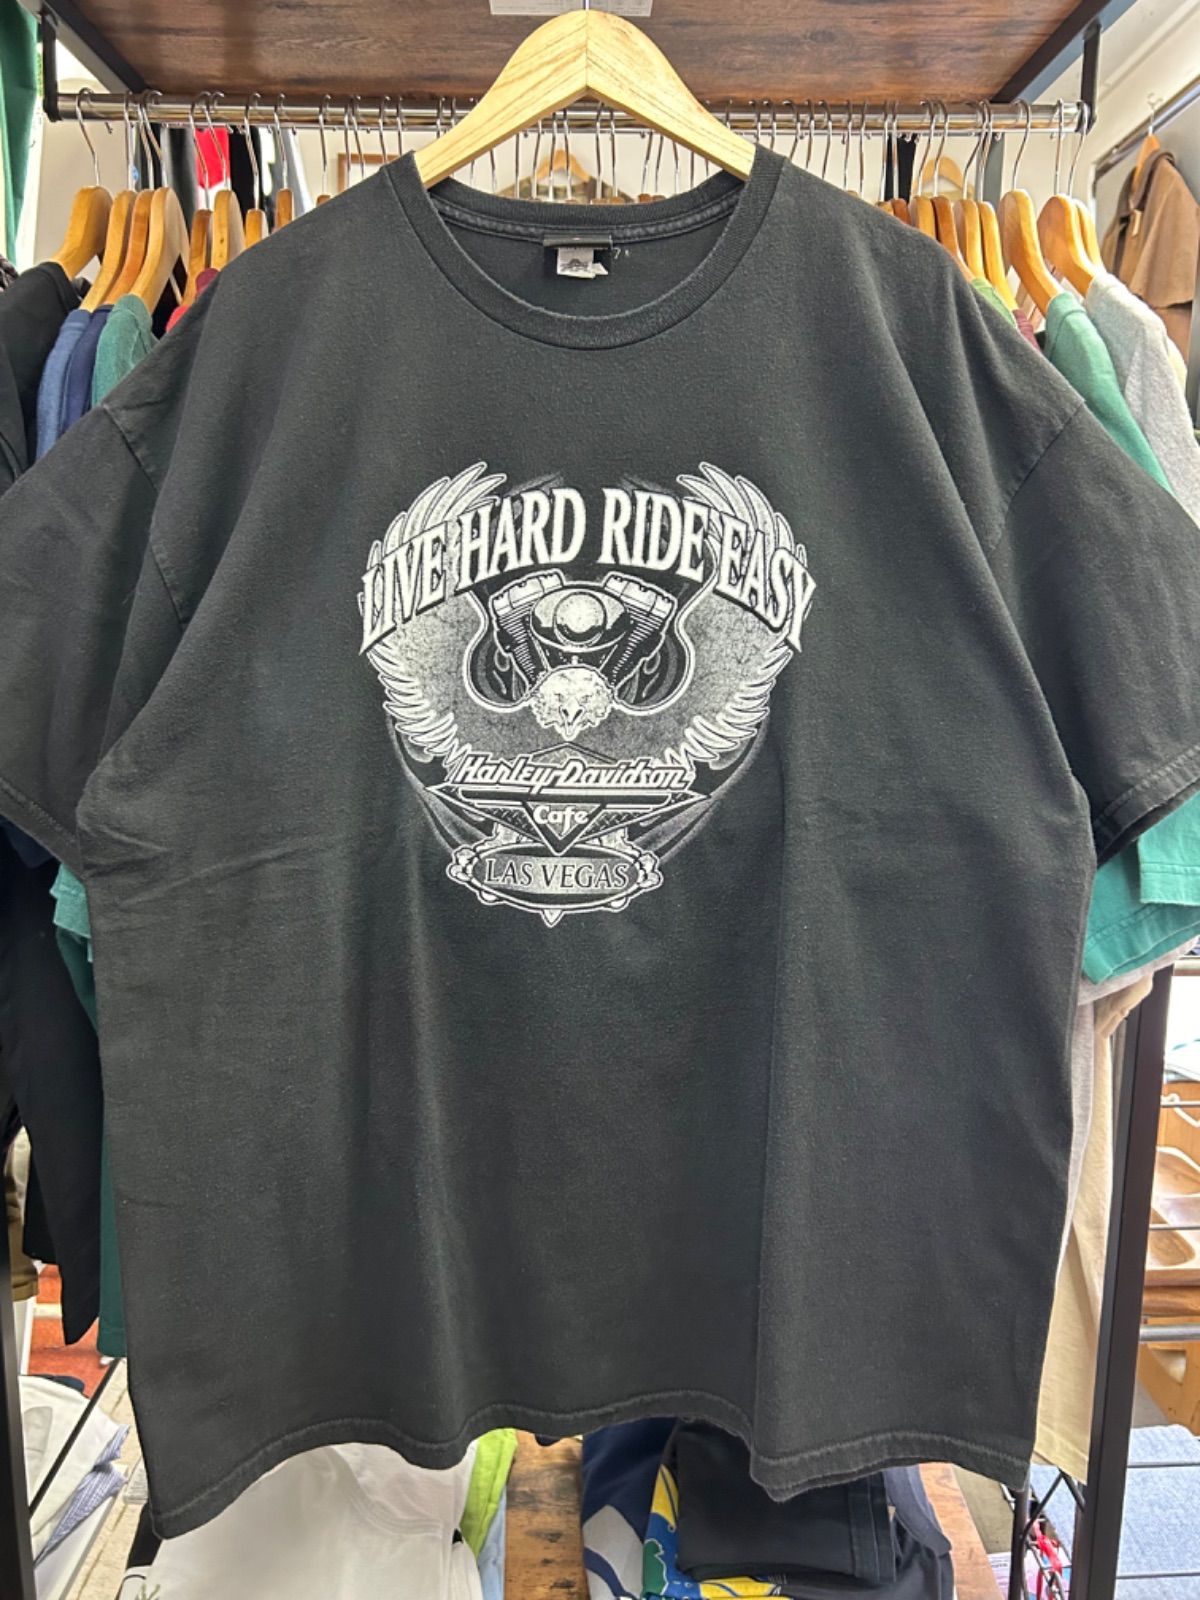 LIVE HARD RIDE EASY
Harley-Davidson
Cafe
LAS VEGAS